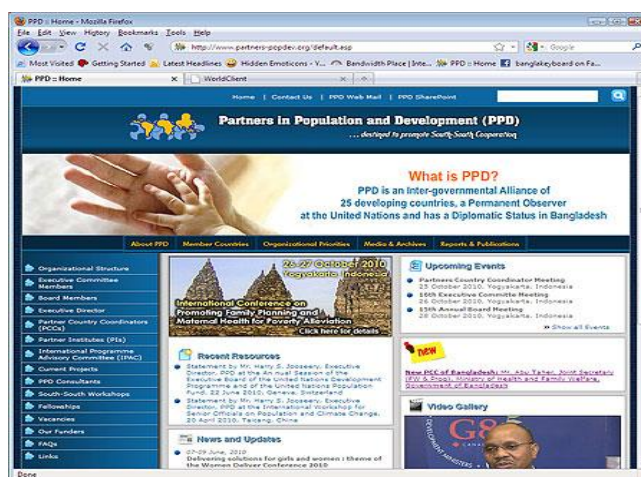 PPD :: Home - Mozilla Firefox
File Edit View History Bookmarks Tools Help
http://www.partners-popdev.org/default.asp
Google
Most Visited Getting Started Latest Headlines Hidden Emoticons - Y... Bandwidth Place | Inte... PPD :: Home banglakeyboard on Fa...
PPD :: Home WorldClient
Home | Contact Us | PPD Web Mail | PPD SharePoint
Partners in Population and Development (PPD)
... destined to promote South-South Cooperation
What is PPD?
PPD is an Inter-governmental Alliance of
25 developing countries, a Permanent Observer
at the United Nations and has a Diplomatic Status in Bangladesh
About PPD Member Countries Organizational Priorities Media & Archives Reports & Publications
Organizational Structure
Executive Committee
Members
Board Members
Executive Director
Partner Country Coordinators
(PCCs)
Partner Institutes (PIs)
International Programme
Advisory Committee (IPAC)
Current Projects
PPD Consultants
South-South Workshops
Fellowships
Vacancies
Our Funders
FAQs
Links
26-27 October 2010
Yogyakarta, Indonesia
International Conference on
Promoting Family Planning and
Maternal Health for Poverty Alleviation
Click here for details
Recent Resources
Statement by Mr. Harry S. Jooseery, Executive
Director, PPD at the Annual Session of the
Executive Board of the United Nations Development
Programme and of the United Nations Population
Fund, 22 June 2010, Geneva, Switzerland
Statement by Mr. Harry S. Jooseery, Executive
Director, PPD at the International Workshop for
Senior Officials on Population and Climate Change,
20 April 2010, Taicang, China
News and Updates
07-09 June, 2010
Delivering solutions for girls and women : theme of
the Women Deliver Conference 2010
Upcoming Events
Partners Country Coordinator Meeting
25 October 2010, Yogyakarta, Indonesia
16th Executive Committe Meeting
25 October 2010, Yogyakarta, Indonesia
15th Annual Board Meeting
28 October 2010, Yogyakarta, Indonesia
Show all Events
new
New PCC of Bangladesh: Mr. Abu Taher, Joint Secretary
(FW & Prog), Ministry of Health and Family Welfare,
Government of Bangladesh
Video Gallery
G8
CANADA
DEVELOPMENT MINISTERS
Done